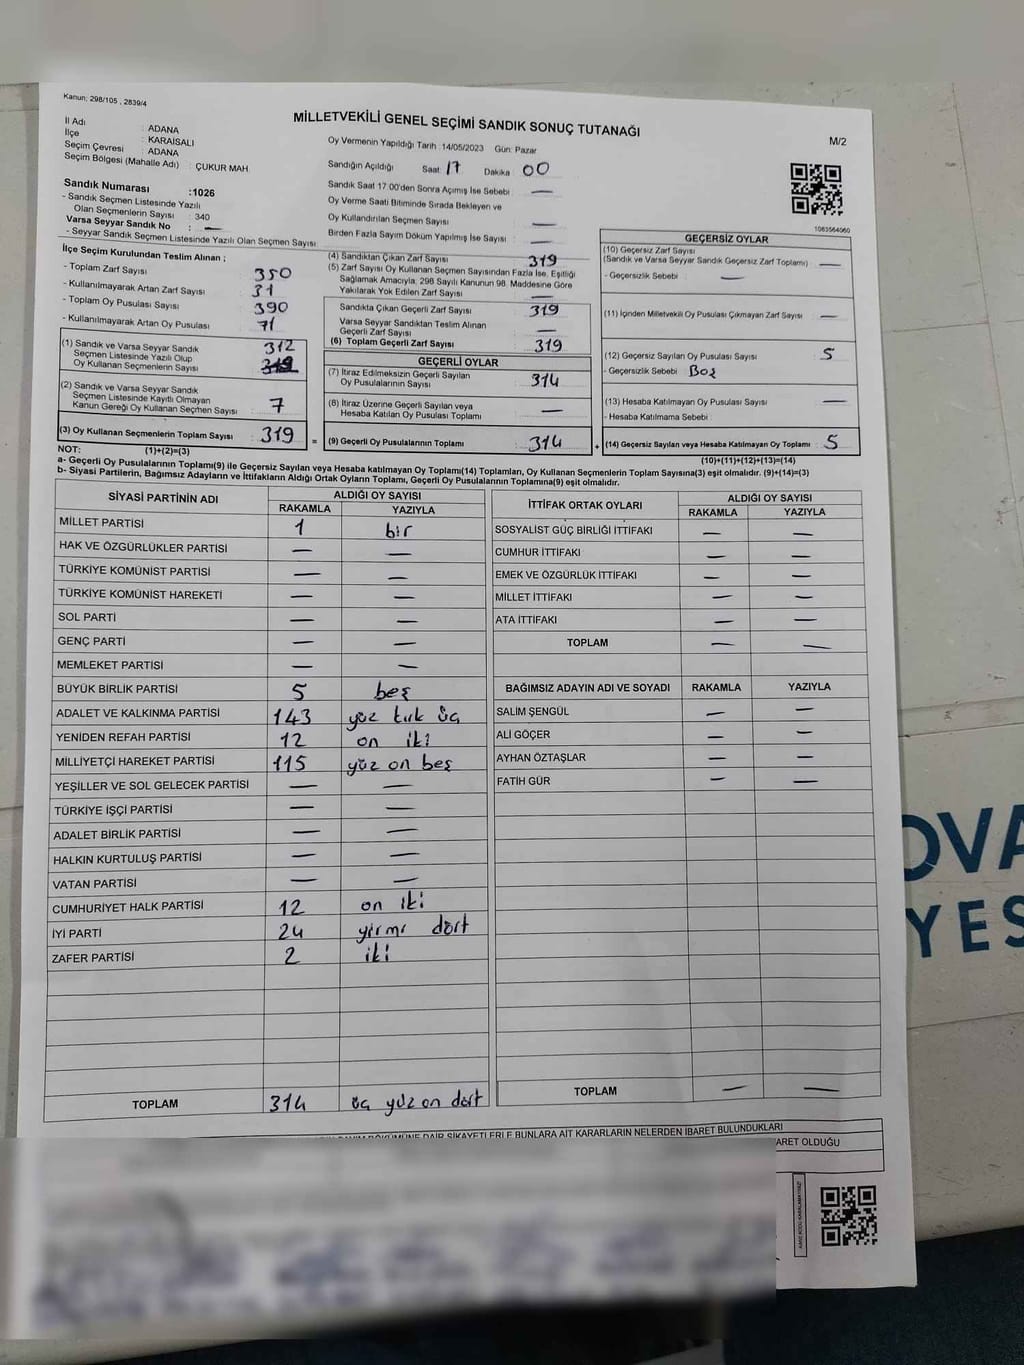 Kanun; 298/105 , 2839/4
MİLLETVEKİLİ GENEL SEÇİMİ SANDIK SONUÇ TUTANAĞI
M/2
İl Adı : ADANA
İlçe : KARAİSALI
Seçim Çevresi : ADANA
Seçim Bölgesi (Mahalle Adı) : ÇUKUR MAH.
Sandık Numarası :1026
- Sandık Seçmen Listesinde Yazılı
Olan Seçmenlerin Sayısı : 340
Varsa Seyyar Sandık No : —
- Seyyar Sandık Seçmen Listesinde Yazılı Olan Seçmen Sayısı:
Oy Vermenin Yapıldığı Tarih :14/05/2023 Gün: Pazar
Sandığın Açıldığı Saat: 17 Dakika : 00
Sandık Saat 17:00'den Sonra Açımış İse Sebebi : —
Oy Verme Saati Bitiminde Sırada Bekleyen ve
Oy Kullandırılan Seçmen Sayısı : —
Birden Fazla Sayım Döküm Yapılmış İse Sayısı : —
1083564060
İlçe Seçim Kurulundan Teslim Alınan ;
- Toplam Zarf Sayısı : 350
- Kullanılmayarak Artan Zarf Sayısı : 31
- Toplam Oy Pusulası Sayısı : 390
- Kullanılmayarak Artan Oy Pusulası : 71
(1) Sandık ve Varsa Seyyar Sandık 312
Seçmen Listesinde Yazılı Olup
Oy Kullanan Seçmenlerin Sayısı
(2) Sandık ve Varsa Seyyar Sandık
Seçmen Listesinde Kayıtlı Olmayan 7
Kanun Gereği Oy Kullanan Seçmen Sayısı
(3) Oy Kullanan Seçmenlerin Toplam Sayısı : 319 =
(1)+(2)=(3)
(4) Sandıktan Çıkan Zarf Sayısı : 319
(5) Zarf Sayısı Oy Kullanan Seçmen Sayısından Fazla İse, Eşitliği
Sağlamak Amacıyla; 298 Sayılı Kanunun 98. Maddesine Göre
Yakılarak Yok Edilen Zarf Sayısı : —
Sandıkta Çıkan Geçerli Zarf Sayısı : 319
Varsa Seyyar Sandıktan Teslim Alınan
Geçerli Zarf Sayısı : —
(6) Toplam Geçerli Zarf Sayısı : 319
GEÇERLİ OYLAR
(7) İtiraz Edilmeksizin Geçerli Sayılan
Oy Pusulalarının Sayısı : 314
(8) İtiraz Üzerine Geçerli Sayılan veya
Hesaba Katılan Oy Pusulası Toplamı : —
(9) Geçerli Oy Pusulalarının Toplamı : 314 +
GEÇERSİZ OYLAR
(10) Geçersiz Zarf Sayısı
(Sandık ve Varsa Seyyar Sandık Geçersiz Zarf Toplamı) : —
- Geçersizlik Sebebi : —
(11) İçinden Milletvekili Oy Pusulası Çıkmayan Zarf Sayısı : —
(12) Geçersiz Sayılan Oy Pusulası Sayısı : 5
- Geçersizlik Sebebi : Boş
(13) Hesaba Katılmayan Oy Pusulası Sayısı : —
- Hesaba Katılmama Sebebi :
(14) Geçersiz Sayılan veya Hesaba Katılmayan Oy Toplamı : 5
(10)+(11)+(12)+(13)=(14)
NOT:
a- Geçerli Oy Pusulalarının Toplamı(9) ile Geçersiz Sayılan veya Hesaba katılmayan Oy Toplamı(14) Toplamları, Oy Kullanan Seçmenlerin Toplam Sayısına(3) eşit olmalıdır. (9)+(14)=(3)
b- Siyasi Partilerin, Bağımsız Adayların ve İttifakların Aldığı Ortak Oyların Toplamı, Geçerli Oy Pusulalarının Toplamına(9) eşit olmalıdır.
SİYASİ PARTİNİN ADI ALDIĞI OY SAYISI
RAKAMLA YAZIYLA
MİLLET PARTİSİ 1 bir
HAK VE ÖZGÜRLÜKLER PARTİSİ — —
TÜRKİYE KOMÜNİST PARTİSİ — —
TÜRKİYE KOMÜNİST HAREKETİ — —
SOL PARTİ — —
GENÇ PARTİ — —
MEMLEKET PARTİSİ — —
BÜYÜK BİRLİK PARTİSİ 5 beş
ADALET VE KALKINMA PARTİSİ 143 yüz kırk üç
YENİDEN REFAH PARTİSİ 12 on iki
MİLLİYETÇİ HAREKET PARTİSİ 115 yüz on beş
YEŞİLLER VE SOL GELECEK PARTİSİ — —
TÜRKİYE İŞÇİ PARTİSİ — —
ADALET BİRLİK PARTİSİ — —
HALKIN KURTULUŞ PARTİSİ — —
VATAN PARTİSİ — —
CUMHURİYET HALK PARTİSİ 12 on iki
İYİ PARTİ 24 yirmi dört
ZAFER PARTİSİ 2 iki
TOPLAM 314 üç yüz on dört
İTTİFAK ORTAK OYLARI ALDIĞI OY SAYISI
RAKAMLA YAZIYLA
SOSYALİST GÜÇ BİRLİĞİ İTTİFAKI — —
CUMHUR İTTİFAKI — —
EMEK VE ÖZGÜRLÜK İTTİFAKI — —
MİLLET İTTİFAKI — —
ATA İTTİFAKI — —
TOPLAM — —
BAĞIMSIZ ADAYIN ADI VE SOYADI RAKAMLA YAZIYLA
SALİM ŞENGÜL — —
ALİ GÖÇER — —
AYHAN ÖZTAŞLAR — —
FATİH GÜR — —
TOPLAM — —
DÖKÜMÜNE DAİR ŞİKAYETLERLE BUNLARA AİT KARARLARIN NELERDEN İBARET BULUNDUKLARI
ARET OLDUĞU
OVA
YES